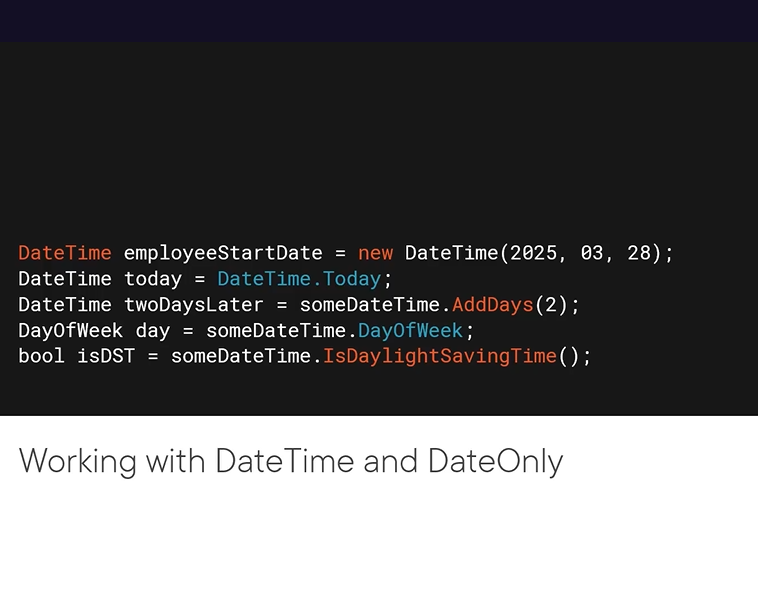 DateTime employeeStartDate = new DateTime(2025, 03, 28);
DateTime today = DateTime.Today;
DateTime twoDaysLater = someDateTime.AddDays(2);
DayOfWeek day = someDateTime.DayOfWeek;
bool isDST = someDateTime.IsDaylightSavingTime();
Working with DateTime and DateOnly